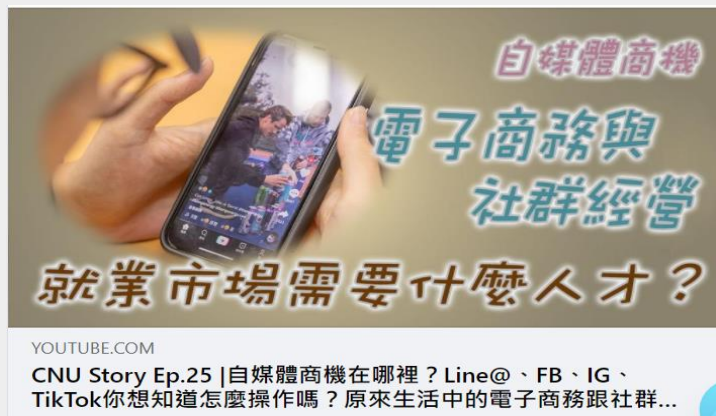 自媒體商機
電子商務與
社群經營
就業市場需要什麼人才？
YOUTUBE.COM
CNU Story Ep.25 |自媒體商機在哪裡？Line@、FB、IG、
TikTok你想知道怎麼操作嗎？原來生活中的電子商務跟社群...